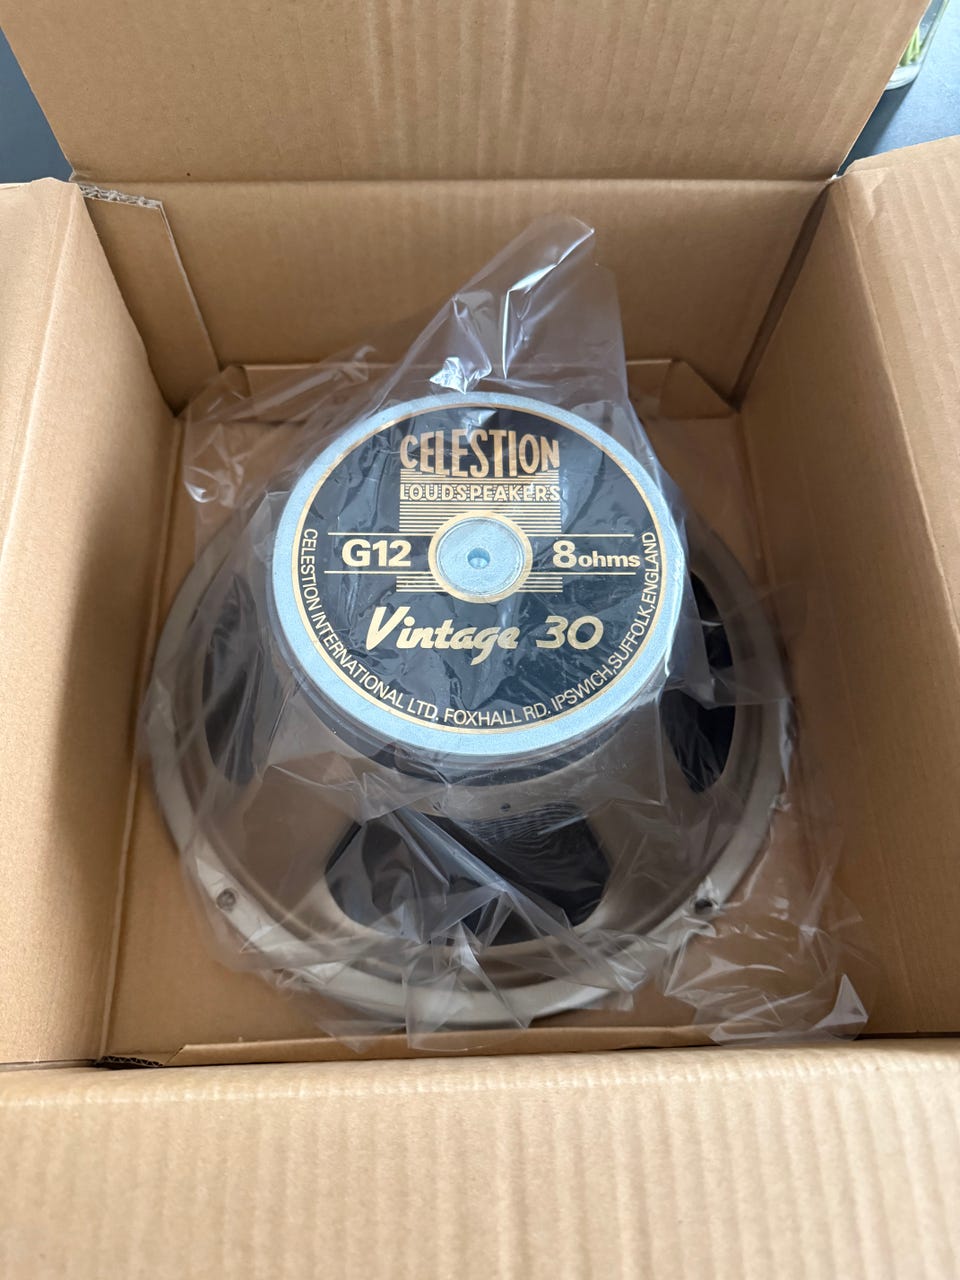 CELESTION
LOUDSPEAKERS
G12 8ohms
Vintage 30
CELESTION INTERNATIONAL LTD. FOXHALL RD. IPSWICH, SUFFOLK, ENGLAND